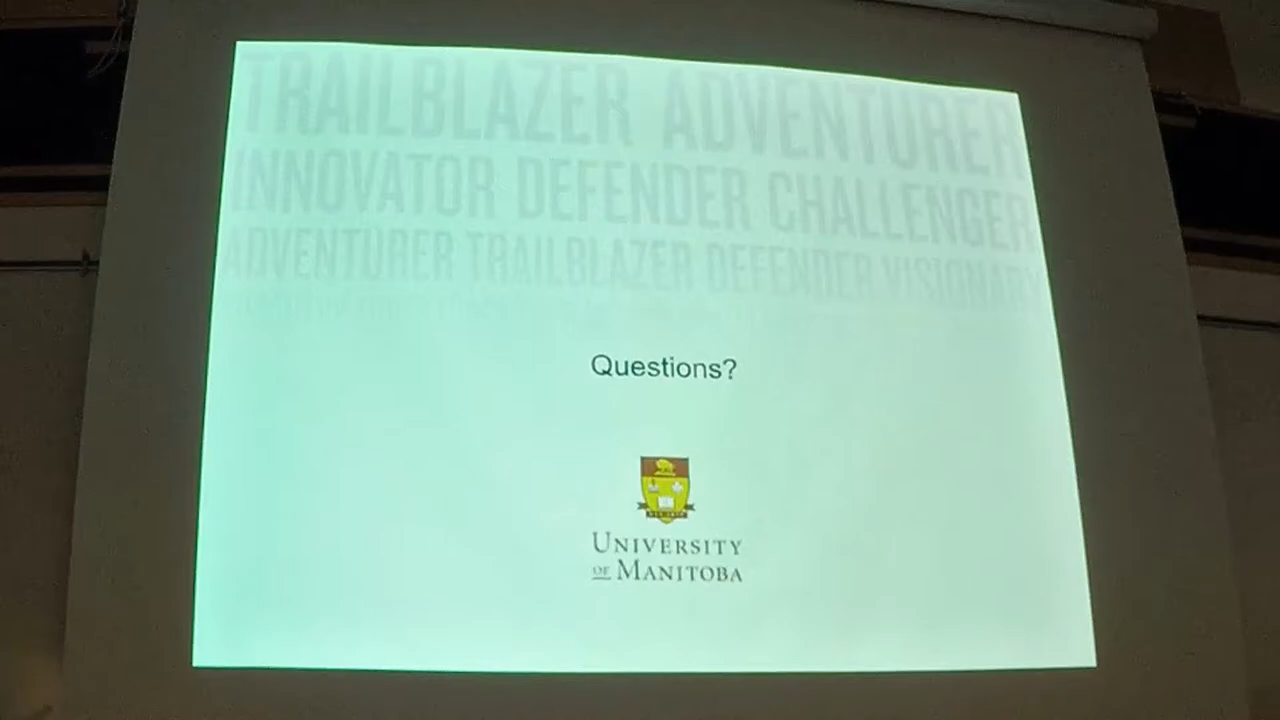 TRAILBLAZER ADVENTURER
INNOVATOR DEFENDER CHALLENGER
ADVENTURER TRAILBLAZER DEFENDER VISIONARY
Questions?
UNIVERSITY
OF MANITOBA